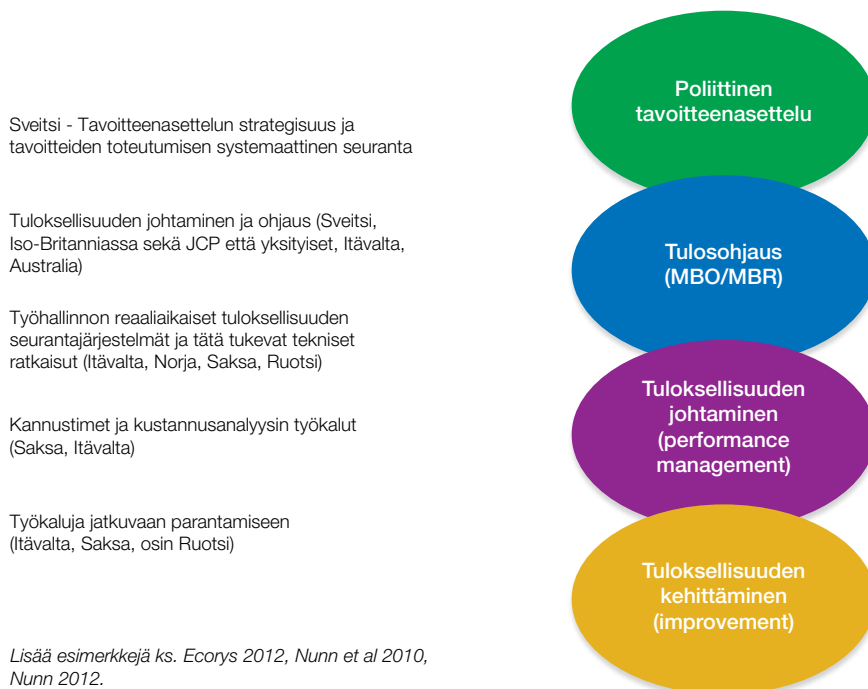 Sveitsi - Tavoitteenasettelun strategisuus ja
tavoitteiden toteutumisen systemaattinen seuranta
Tuloksellisuuden johtaminen ja ohjaus (Sveitsi,
Iso-Britanniassa sekä JCP että yksityiset, Itävalta,
Australia)
Työhallinnon reaaliaikaiset tuloksellisuuden
seurantajärjestelmät ja tätä tukevat tekniset
ratkaisut (Itävalta, Norja, Saksa, Ruotsi)
Kannustimet ja kustannusanalyysin työkalut
(Saksa, Itävalta)
Työkaluja jatkuvaan parantamiseen
(Itävalta, Saksa, osin Ruotsi)
Lisää esimerkkejä ks. Ecorys 2012, Nunn et al 2010,
Nunn 2012.
Poliittinen
tavoitteenasettelu
Tulosohjaus
(MBO/MBR)
Tuloksellisuuden
johtaminen
(performance
management)
Tuloksellisuuden
kehittäminen
(improvement)